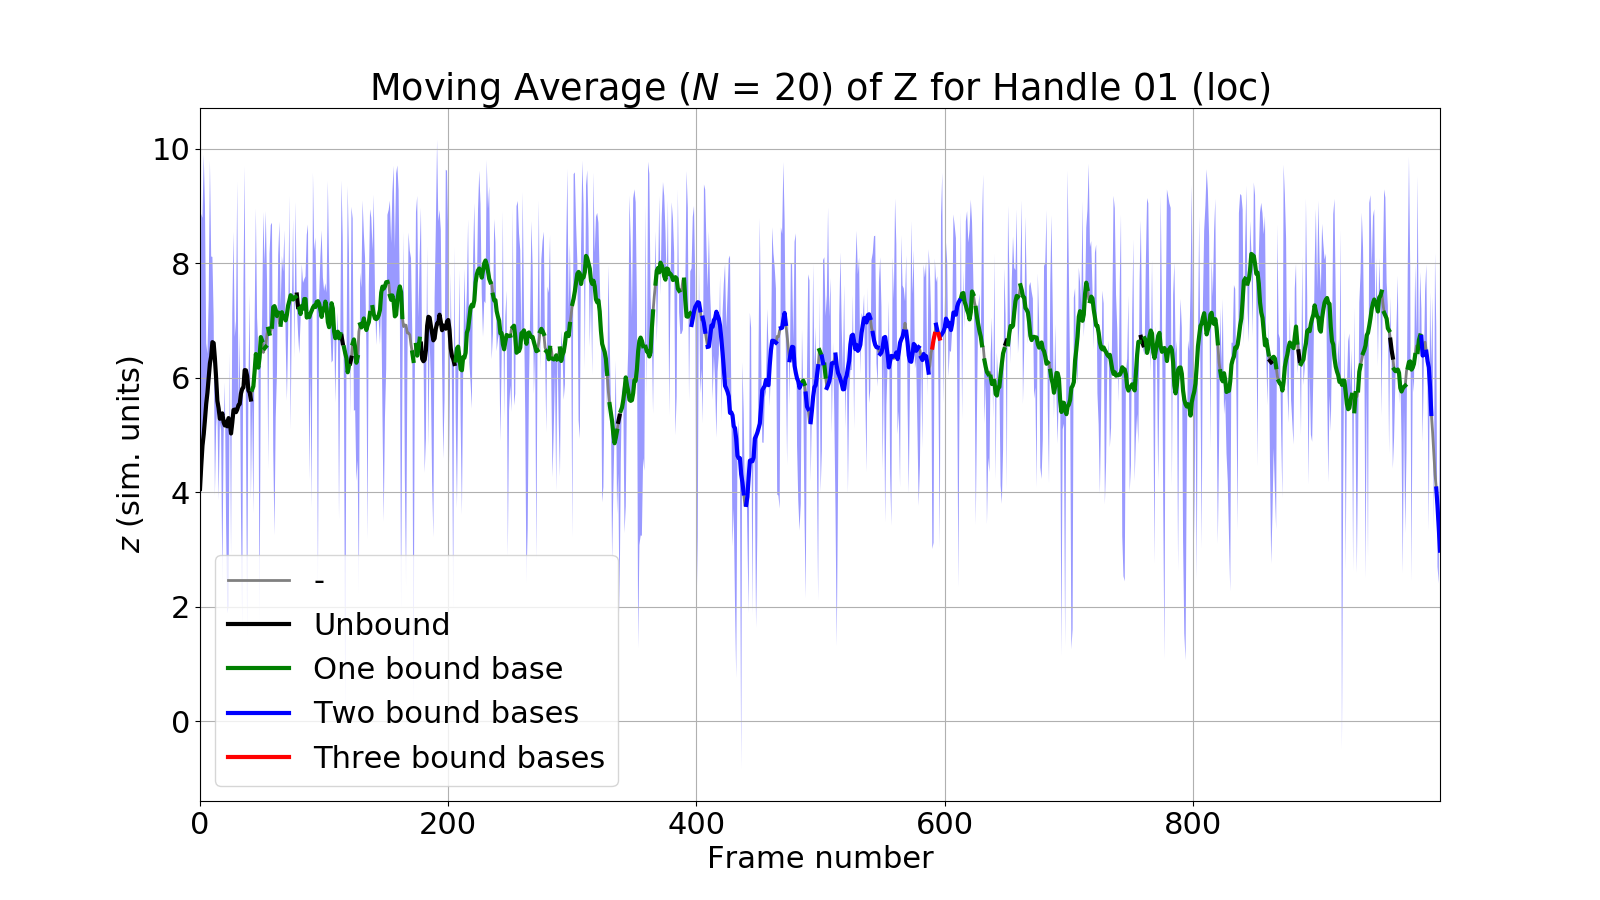 Moving Average (N = 20) of Z for Handle 01 (loc)
z (sim. units)
10
8
6
4
2
0
-
Unbound
One bound base
Two bound bases
Three bound bases
0 200 400 600 800
Frame number